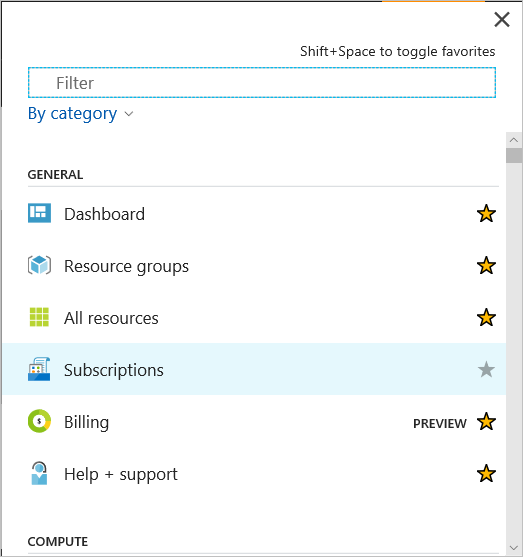 Shift+Space to toggle favorites
Filter
By category
GENERAL
Dashboard
Resource groups
All resources
Subscriptions
Billing PREVIEW
Help + support
COMPUTE